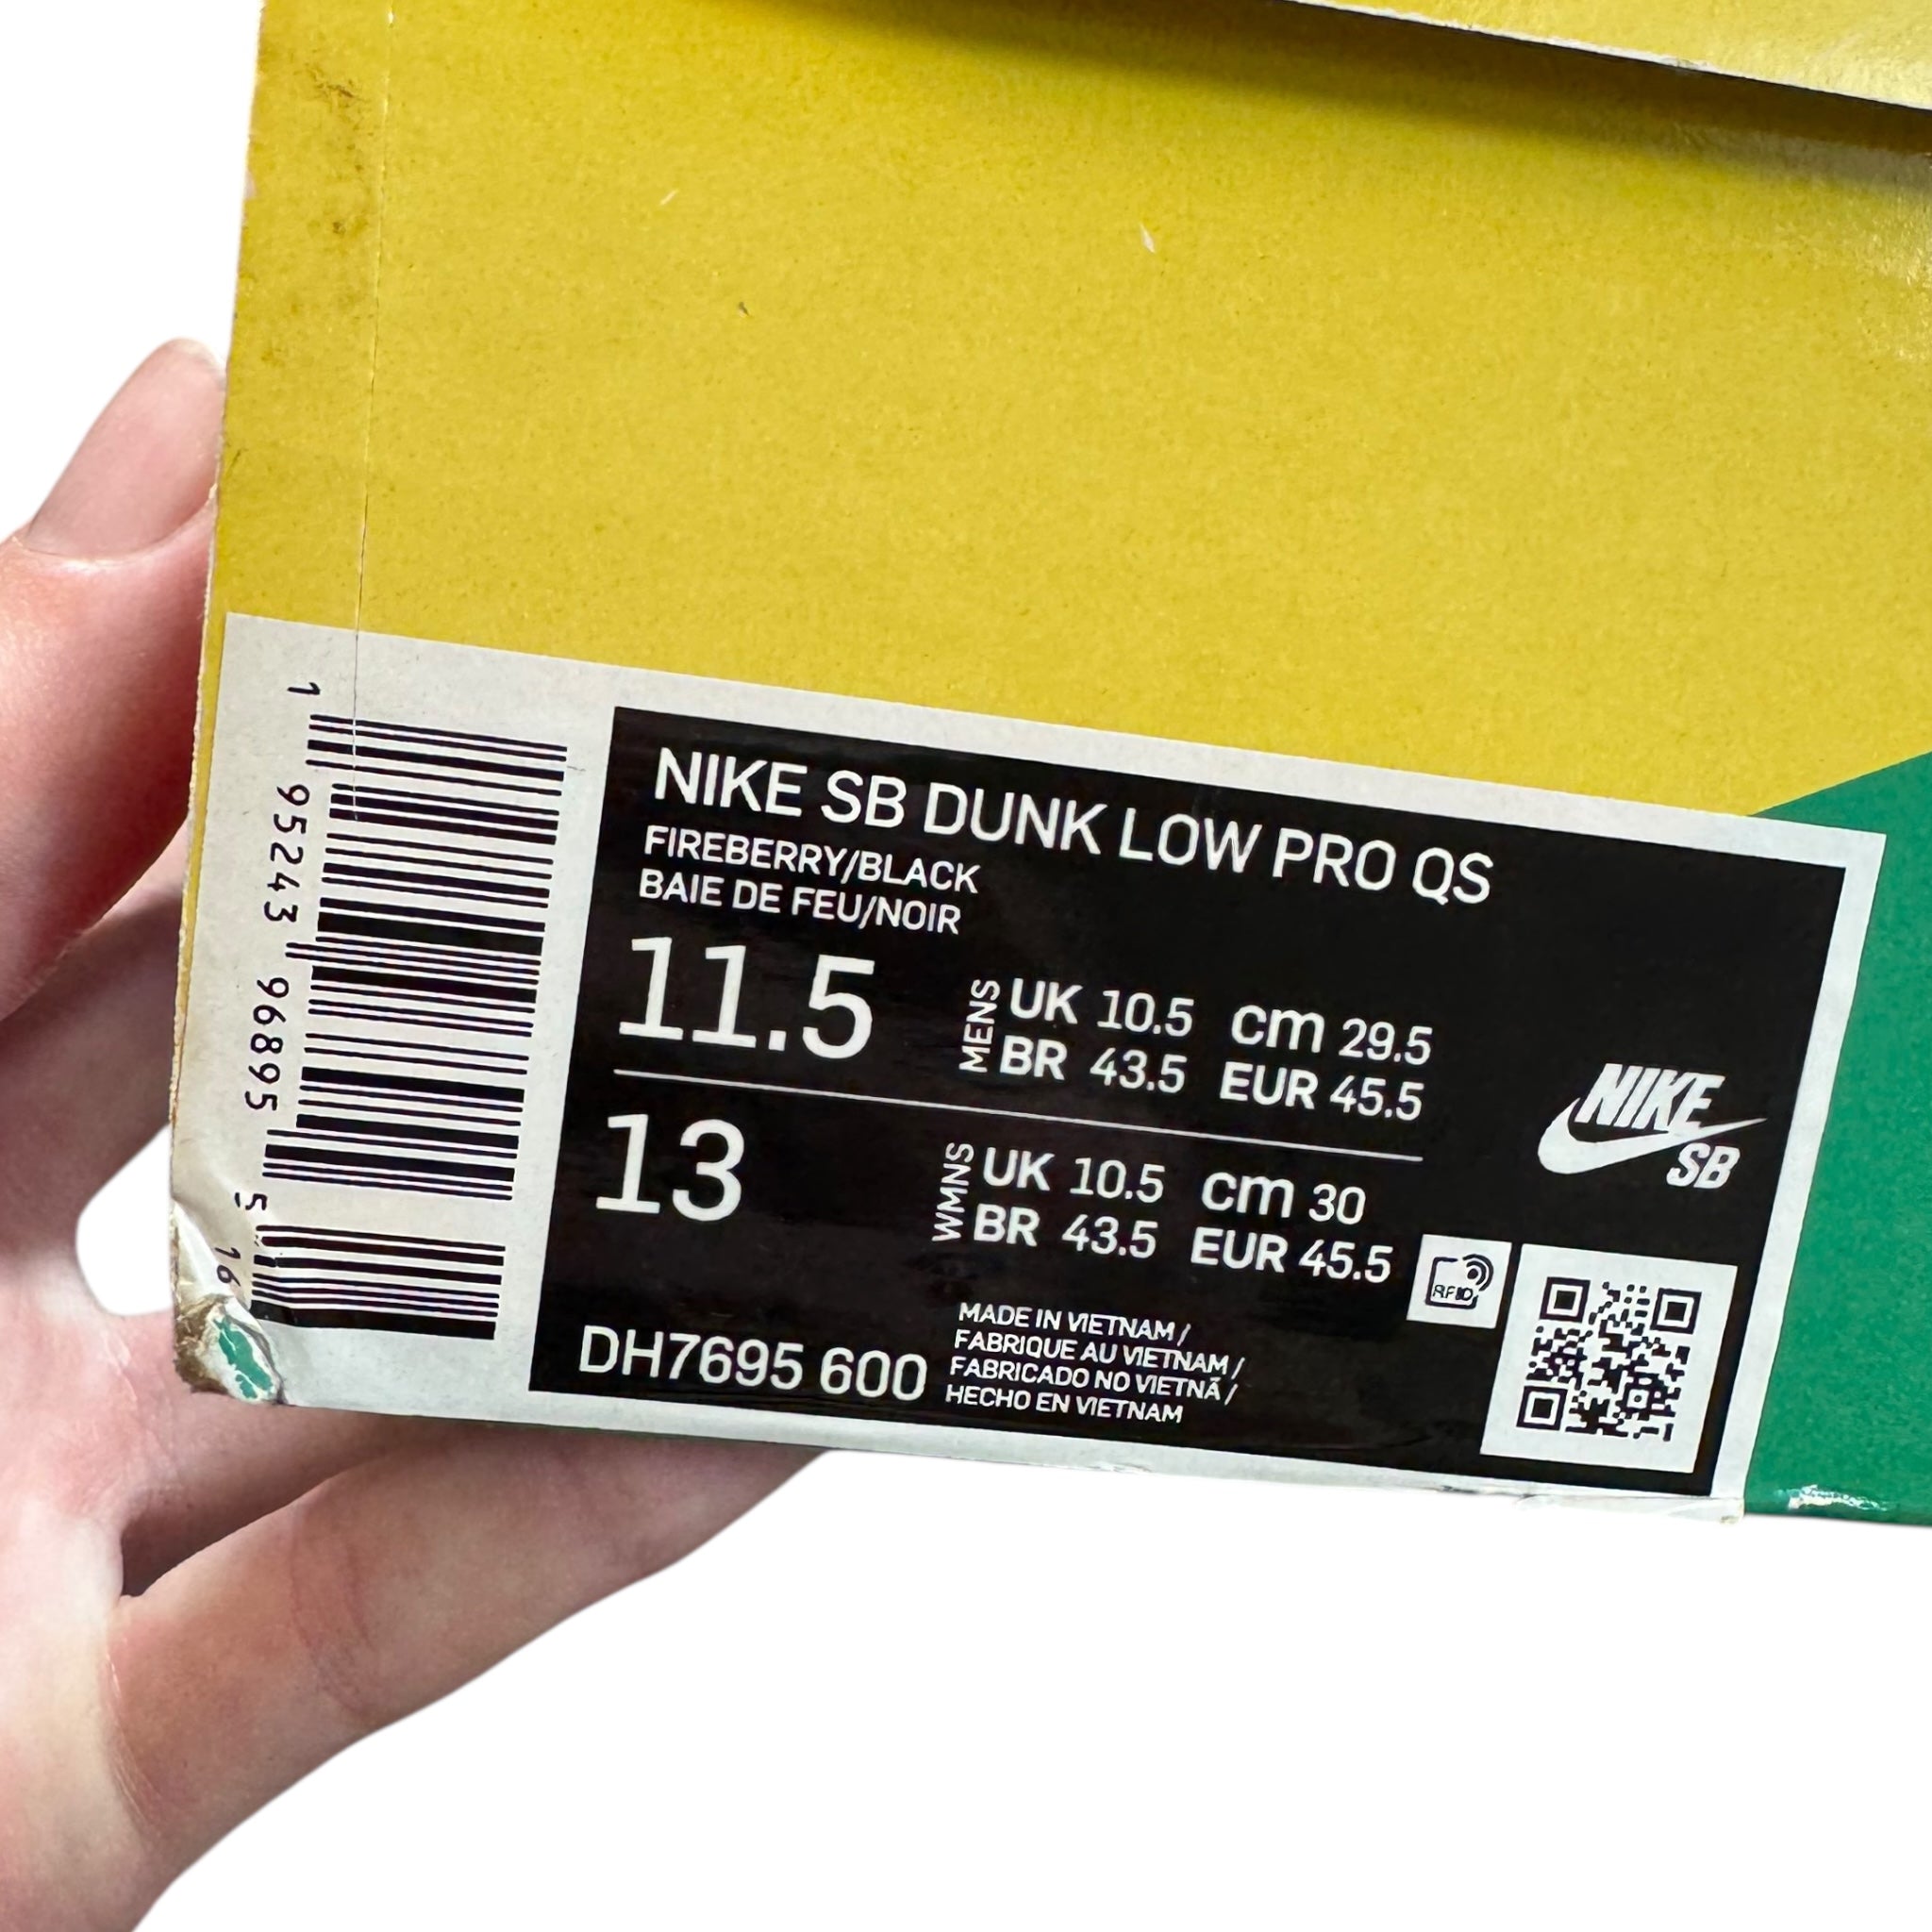 1 95243 96895 5 16
NIKE SB DUNK LOW PRO QS
FIREBERRY/BLACK
BAIE DE FEU/NOIR
11.5
MENS
UK 10.5 cm 29.5
BR 43.5 EUR 45.5
13
WMNS
UK 10.5 cm 30
BR 43.5 EUR 45.5
NIKE
SB
RFID
DH7695 600
MADE IN VIETNAM /
FABRIQUE AU VIETNAM /
FABRICADO NO VIETNÃ /
HECHO EN VIETNAM